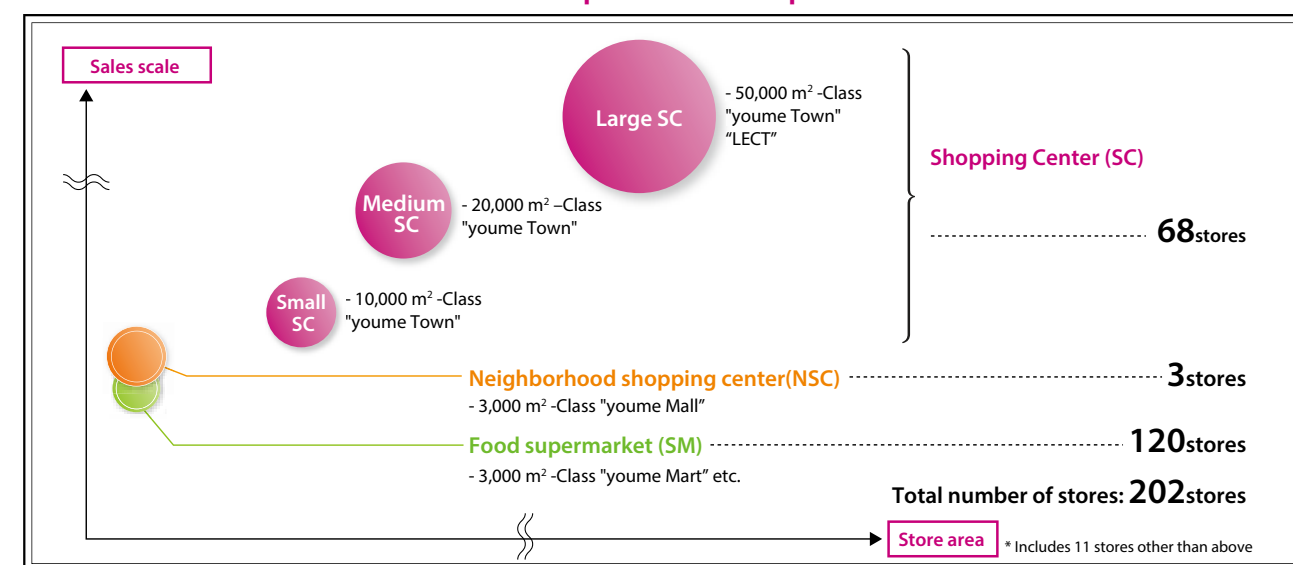 Sales scale
Large SC
- 50,000 m² -Class
"youme Town"
“LECT”
Shopping Center (SC)
Medium
SC
- 20,000 m² –Class
"youme Town"
68stores
Small
SC
- 10,000 m² -Class
"youme Town"
Neighborhood shopping center(NSC)
3stores
- 3,000 m² -Class "youme Mall”
Food supermarket (SM)
120stores
- 3,000 m² -Class "youme Mart” etc.
Total number of stores: 202stores
Store area
* Includes 11 stores other than above